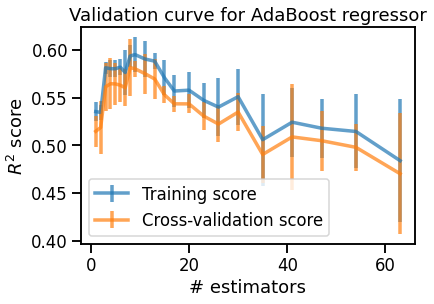 Validation curve for AdaBoost regressor
R² score
0.60
0.55
0.50
0.45
0.40
Training score
Cross-validation score
0
20
40
60
# estimators